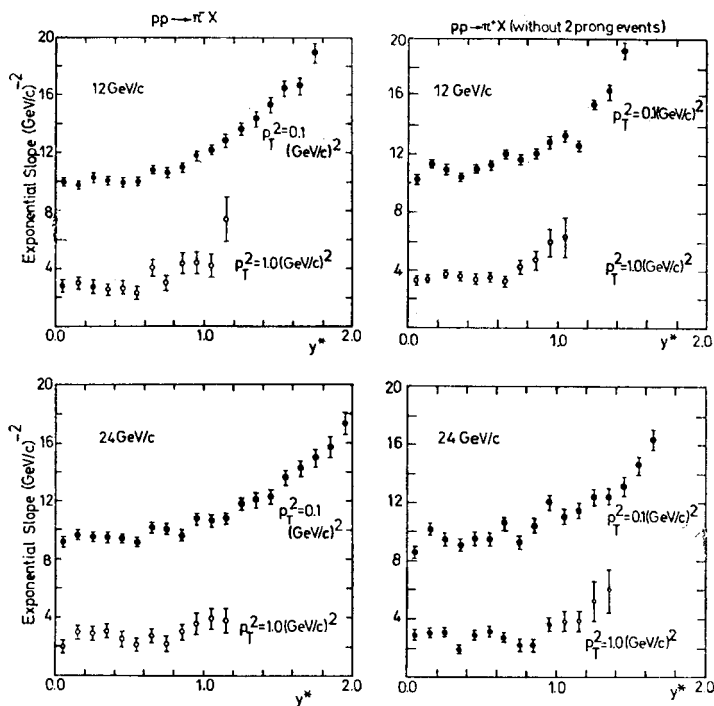 pp → π⁻ X
20
16
12
8
4
Exponential Slope (GeV/c)⁻²
12 GeV/c
p_T²=0.1
(GeV/c)²
p_T²=1.0(GeV/c)²
0.0
1.0
2.0
y*
pp → π⁺X (without 2 prong events)
20
16
12
8
4
12 GeV/c
p_T²=0.1(GeV/c)²
p_T²=1.0(GeV/c)²
0.0
1.0
2.0
y*
20
16
12
8
4
Exponential Slope (GeV/c)⁻²
24 GeV/c
p_T²=0.1
(GeV/c)²
p_T²=1.0(GeV/c)²
0.0
1.0
2.0
y*
20
16
12
8
4
24 GeV/c
p_T²=0.1(GeV/c)²
p_T²=1.0(GeV/c)²
0.0
1.0
2.0
y*